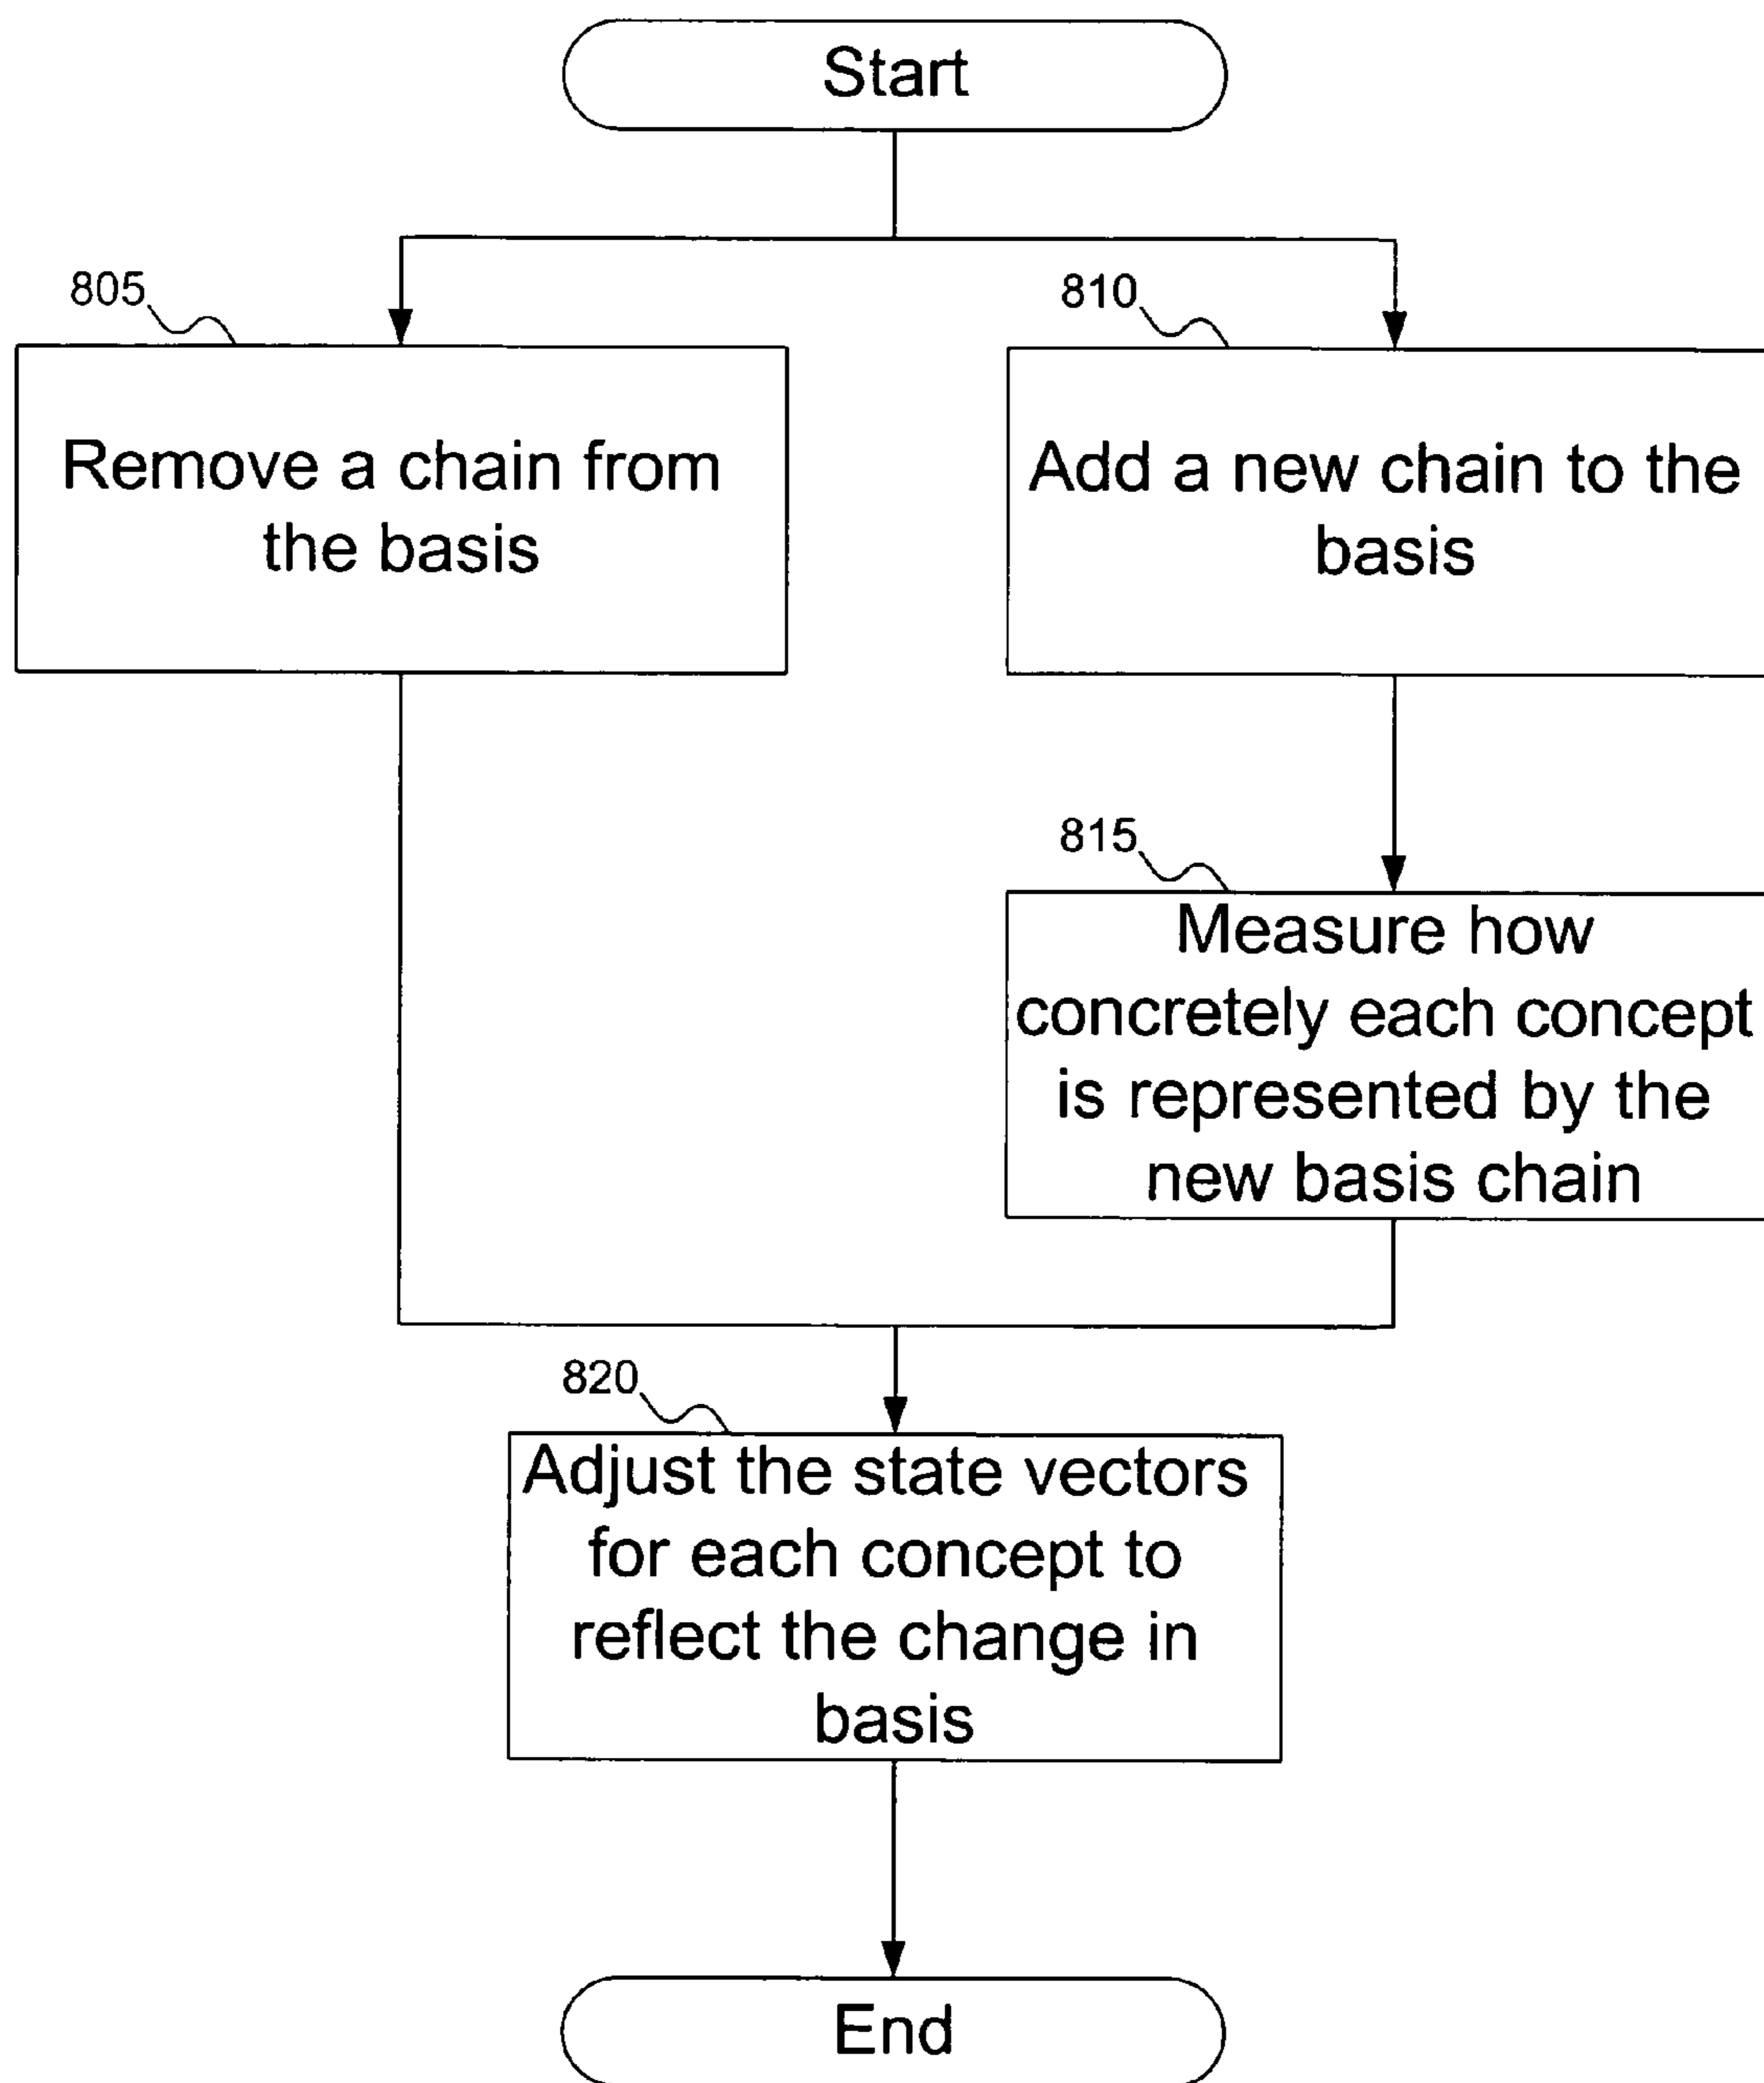 Start
805
Remove a chain from
the basis
810
Add a new chain to the
basis
815
Measure how
concretely each concept
is represented by the
new basis chain
820
Adjust the state vectors
for each concept to
reflect the change in
basis
End